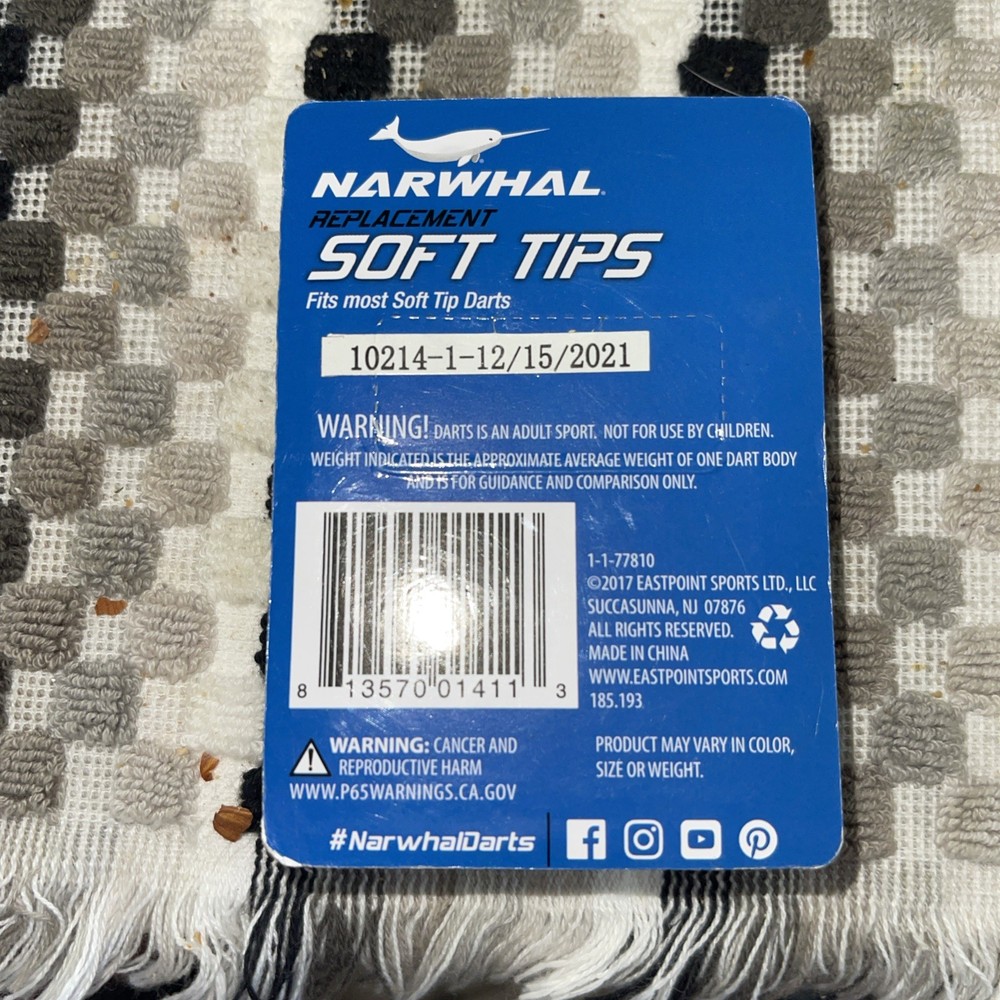 NARWHAL
REPLACEMENT
SOFT TIPS
Fits most Soft Tip Darts
10214-1-12/15/2021
WARNING! DARTS IS AN ADULT SPORT. NOT FOR USE BY CHILDREN.
WEIGHT INDICATED IS THE APPROXIMATE AVERAGE WEIGHT OF ONE DART BODY
AND IS FOR GUIDANCE AND COMPARISON ONLY.
8 13570 01411 3
1-1-77810
©2017 EASTPOINT SPORTS LTD., LLC
SUCCASUNNA, NJ 07876
ALL RIGHTS RESERVED.
MADE IN CHINA
WWW.EASTPOINTSPORTS.COM
185.193
WARNING: CANCER AND
REPRODUCTIVE HARM
WWW.P65WARNINGS.CA.GOV
PRODUCT MAY VARY IN COLOR,
SIZE OR WEIGHT.
#NarwhalDarts